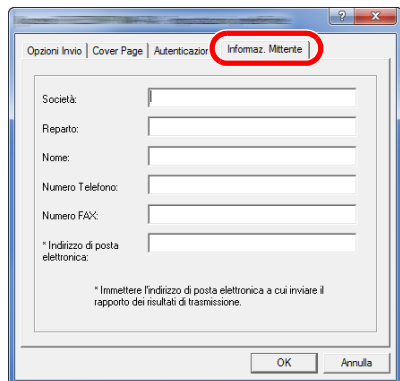 Opzioni Invio
Cover Page
Autenticazion
Informaz. Mittente
Società:
Reparto:
Nome:
Numero Telefono:
Numero FAX:
* Indirizzo di posta
elettronica:
* Immettere l'indirizzo di posta elettronica a cui inviare il
rapporto dei risultati di trasmissione.
OK
Annulla